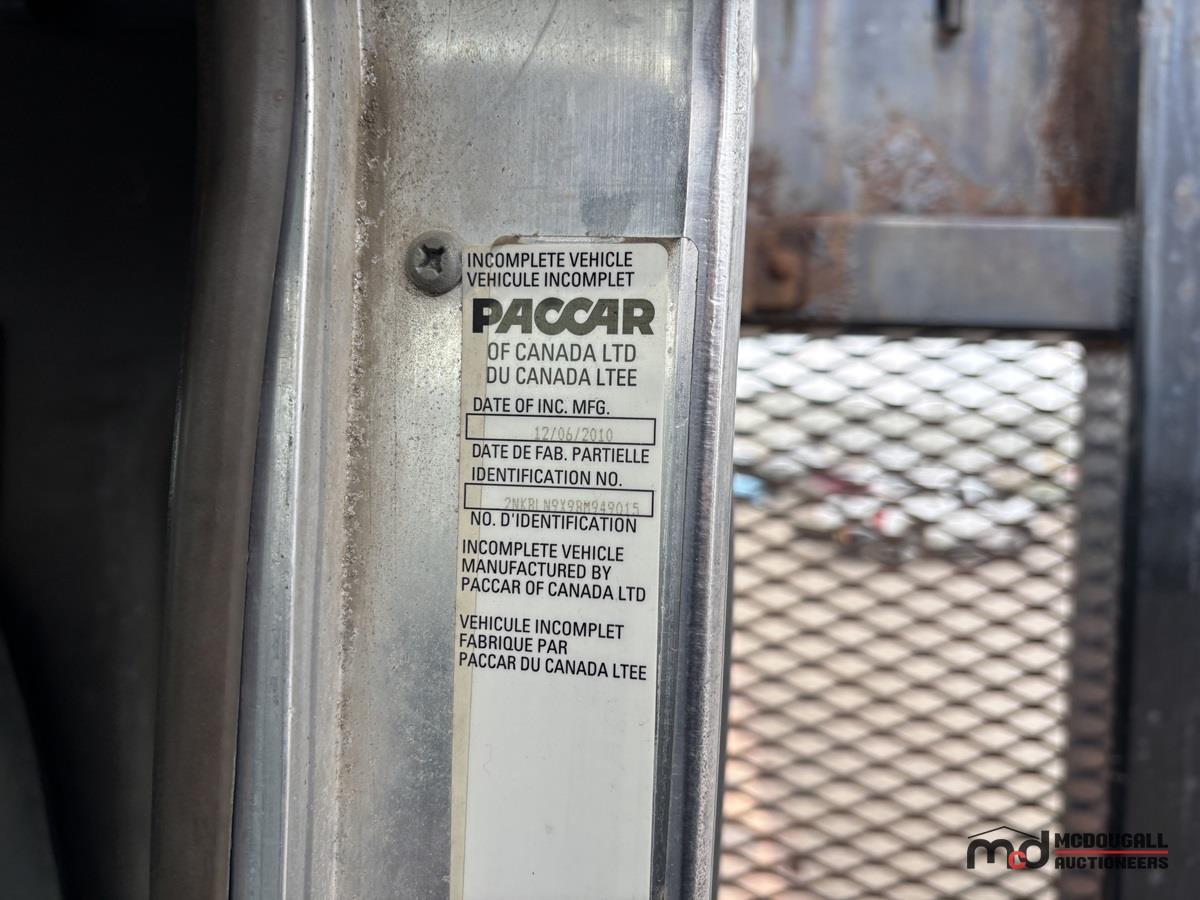 INCOMPLETE VEHICLE
VEHICULE INCOMPLET
PACCAR
OF CANADA LTD
DU CANADA LTEE
DATE OF INC. MFG.
12/06/2010
DATE DE FAB. PARTIELLE
IDENTIFICATION NO.
2NKBLN9X9BM949015
NO. D'IDENTIFICATION
INCOMPLETE VEHICLE
MANUFACTURED BY
PACCAR OF CANADA LTD
VEHICULE INCOMPLET
FABRIQUE PAR
PACCAR DU CANADA LTEE
mcd MCDOUGALL
AUCTIONEERS